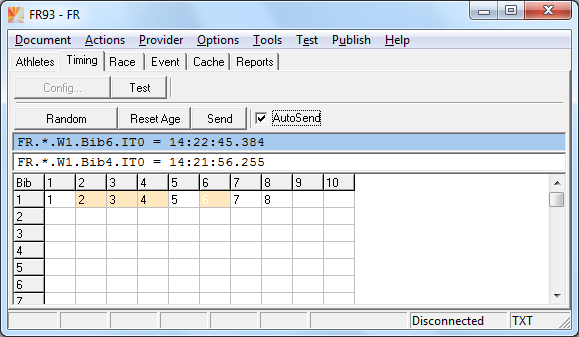 FR93 - FR
Document Actions Provider Options Tools Test Publish Help
Athletes Timing Race Event Cache Reports
Config... Test
Random Reset Age Send AutoSend
FR.*.W1.Bib6.IT0 = 14:22:45.384
FR.*.W1.Bib4.IT0 = 14:21:56.255
Bib 1 2 3 4 5 6 7 8 9 10
1 1 2 3 4 5 6 7 8
2
3
4
5
6
7
Disconnected TXT